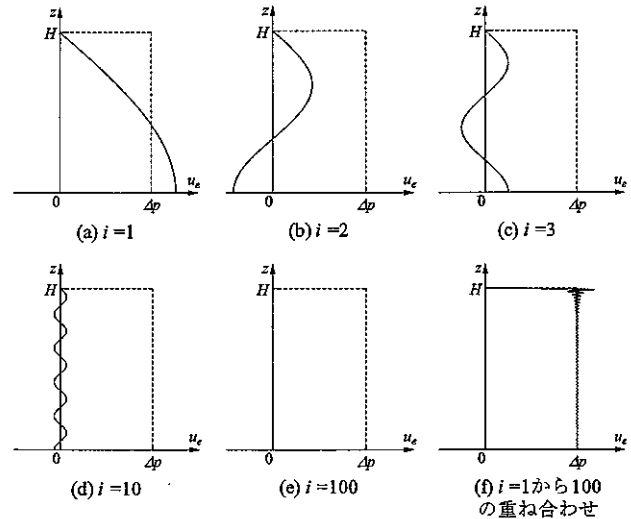 z
H
0
Δp
u_e
(a) i =1
z
H
0
Δp
u_e
(b) i =2
z
H
0
Δp
u_e
(c) i =3
z
H
0
Δp
u_e
(d) i =10
z
H
0
Δp
u_e
(e) i =100
z
H
0
Δp
u_e
(f) i =1から100
の重ね合わせ